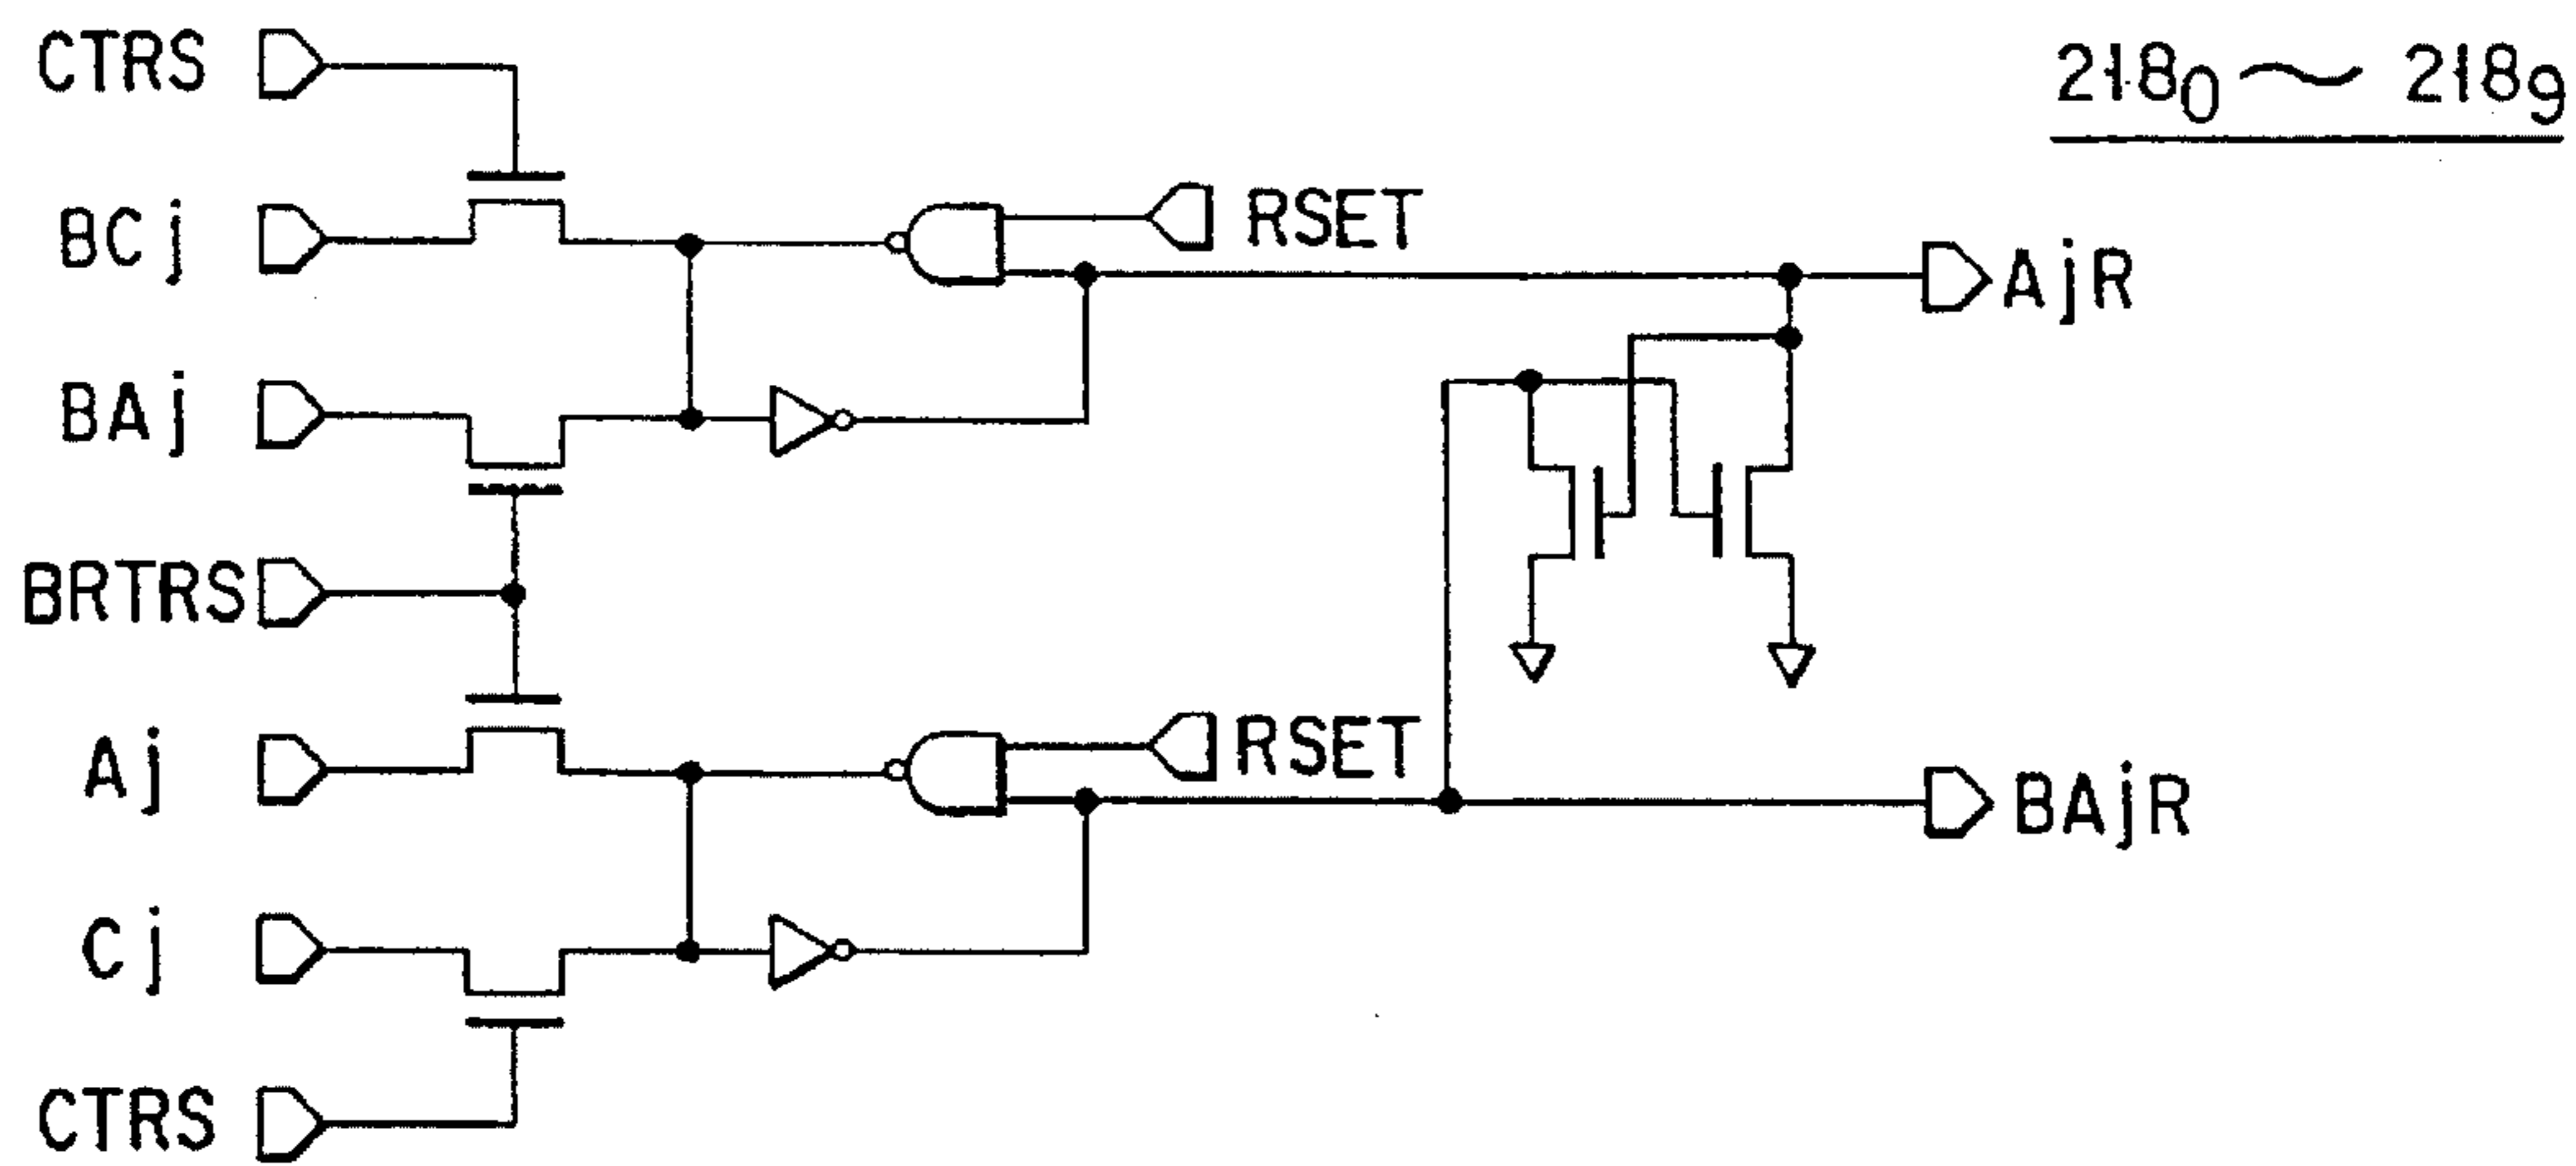 CTRS
218₀ ~ 218₉
BCj
RSET
AjR
BAj
BRTRS
Aj
RSET
BAjR
Cj
CTRS